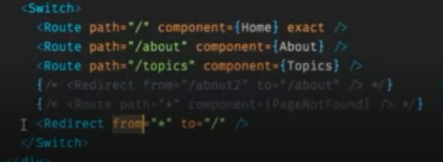 <Switch>
<Route path="/" component={Home} exact />
<Route path="/about" component={About} />
<Route path="/topics" component={Topics} />
{/* <Redirect from="/about2" to="/about" /> */}
{/* <Route path="*" component={PageNotFound} /> */}
<Redirect from="*" to="/" />
</Switch>
</div>